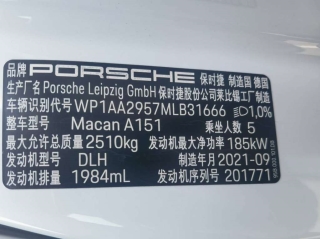 品牌 PORSCHE 保时捷 制造国 德国
生产厂名 Porsche Leipzig GmbH 保时捷股份公司莱比锡工厂制造
车辆识别代号 WP1AA2957MLB31666 1,0%
整车型号 Macan A151 乘坐人数 5
最大允许总质量 2510kg 发动机最大净功率 185kW
发动机型号 DLH 制造年月 2021-09
发动机排量 1984mL 发动机序列号 201771